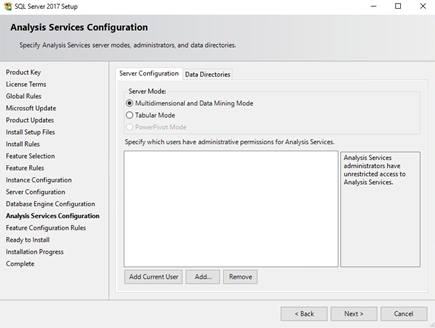 SQL Server 2017 Setup
Analysis Services Configuration
Specify Analysis Services server modes, administrators, and data directories.
Product Key
License Terms
Global Rules
Microsoft Update
Product Updates
Install Setup Files
Install Rules
Feature Selection
Feature Rules
Instance Configuration
Server Configuration
Database Engine Configuration
Analysis Services Configuration
Feature Configuration Rules
Ready to Install
Installation Progress
Complete
Server Configuration
Data Directories
Server Mode:
Multidimensional and Data Mining Mode
Tabular Mode
PowerPivot Mode
Specify which users have administrative permissions for Analysis Services.
Analysis Services
administrators have
unrestricted access to
Analysis Services.
Add Current User
Add...
Remove
< Back
Next >
Cancel